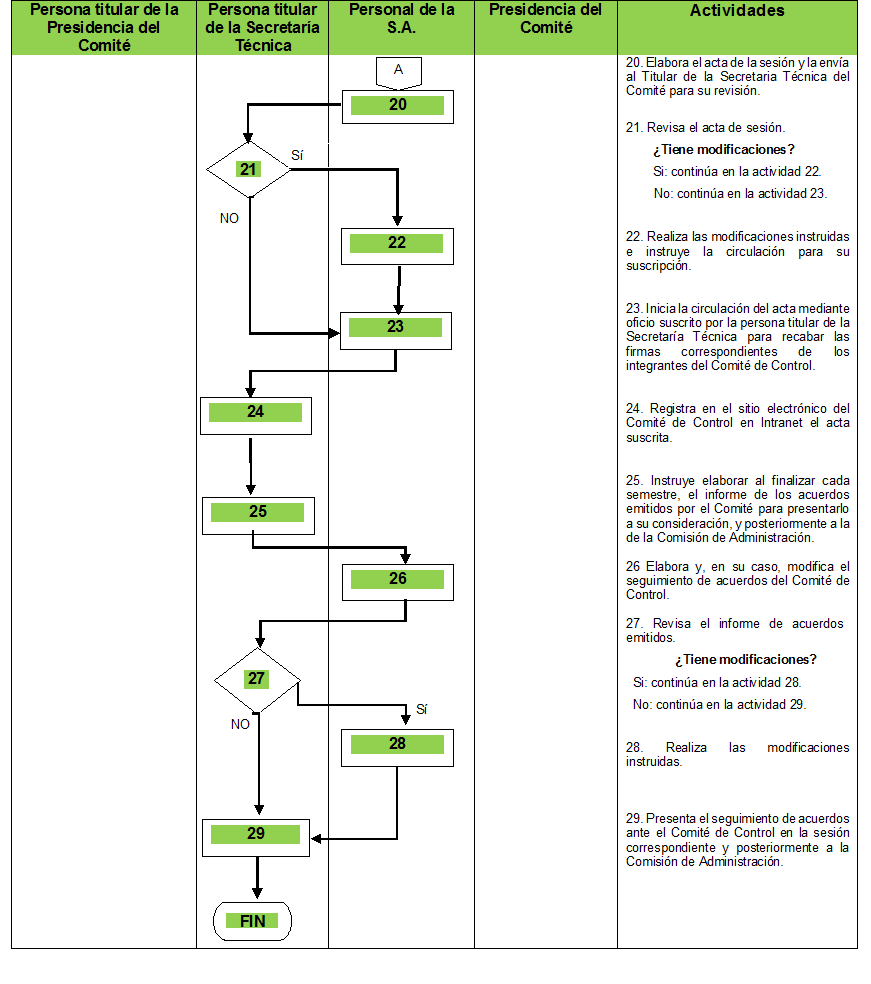 Persona titular de la
Presidencia del
Comité
Persona titular
de la Secretaría
Técnica
Personal de la
S.A.
Presidencia del
Comité
Actividades
A
20
21
Sí
NO
22
23
24
25
26
27
Sí
NO
28
29
FIN
20. Elabora el acta de la sesión y la envía
al Titular de la Secretaria Técnica del
Comité para su revisión.
21. Revisa el acta de sesión.
¿Tiene modificaciones?
Si: continúa en la actividad 22.
No: continúa en la actividad 23.
22. Realiza las modificaciones instruidas
e instruye la circulación para su
suscripción.
23. Inicia la circulación del acta mediante
oficio suscrito por la persona titular de la
Secretaría Técnica para recabar las
firmas correspondientes de los
integrantes del Comité de Control.
24. Registra en el sitio electrónico del
Comité de Control en Intranet el acta
suscrita.
25. Instruye elaborar al finalizar cada
semestre, el informe de los acuerdos
emitidos por el Comité para presentarlo
a su consideración, y posteriormente a la
de la Comisión de Administración.
26 Elabora y, en su caso, modifica el
seguimiento de acuerdos del Comité de
Control.
27. Revisa el informe de acuerdos
emitidos.
¿Tiene modificaciones?
Si: continúa en la actividad 28.
No: continúa en la actividad 29.
28. Realiza las modificaciones
instruidas.
29. Presenta el seguimiento de acuerdos
ante el Comité de Control en la sesión
correspondiente y posteriormente a la
Comisión de Administración.